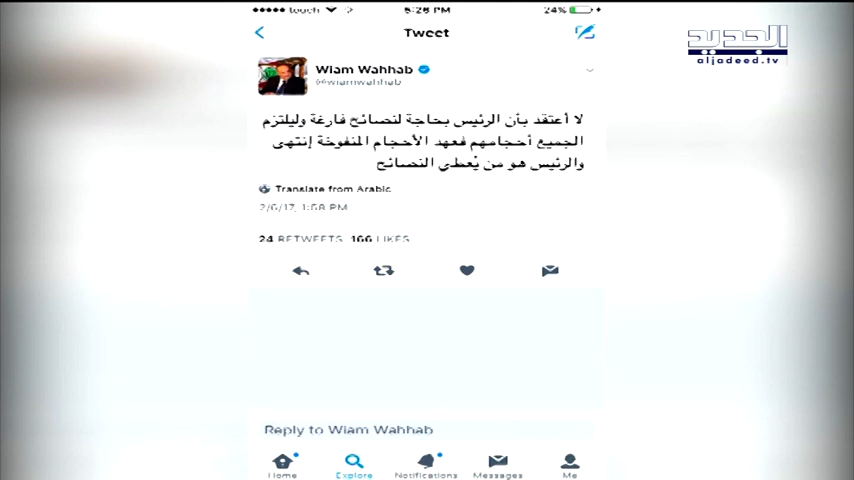 touch 5:28 PM 24%
Tweet
الجديد
aljadeed.tv
Wiam Wahhab
@wiamwahhab
لا أعتقد بأن الرئيس بحاجة لنصائح فارغة وليلتزم
الجميع أحجامهم فعهد الأحجام المنفوخة إنتهى
والرئيس هو من يُعطي النصائح
Translate from Arabic
2/6/17, 1:58 PM
24 RETWEETS 166 LIKES
Reply to Wiam Wahhab
Home Explore Notifications Messages Me